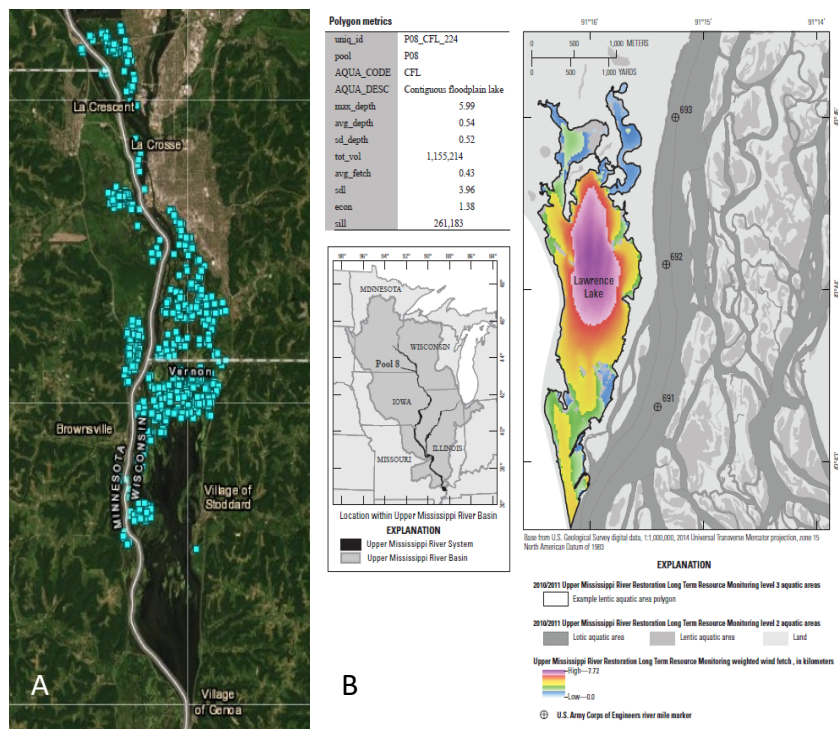 La Crescent
La Crosse
Vernon
Brownsville
MINNESOTA
WISCONSIN
Village of
Stoddard
Village
of Genoa
A
B
Polygon metrics
uniq_id P08_CFL_224
pool P08
AQUA_CODE CFL
AQUA_DESC Contiguous floodplain lake
max_depth 5.99
avg_depth 0.54
sd_depth 0.52
tot_vol 1,155,214
avg_fetch 0.43
sdl 3.96
econ 1.38
sill 261,183
MINNESOTA
WISCONSIN
Pool 8
IOWA
ILLINOIS
MISSOURI
Location within Upper Mississippi River Basin
EXPLANATION
Upper Mississippi River System
Upper Mississippi River Basin
91°16' 91°15' 91°14'
0 500 1,000 METERS
0 500 1,000 YARDS
693
692
Lawrence
Lake
691
Base from U.S. Geological Survey digital data, 1:1,000,000, 2014 Universal Transverse Mercator projection, zone 15
North American Datum of 1983
EXPLANATION
2010/2011 Upper Mississippi River Restoration Long Term Resource Monitoring level 3 aquatic areas
Example lentic aquatic area polygon
2010/2011 Upper Mississippi River Restoration Long Term Resource Monitoring level 2 aquatic areas
Lotic aquatic area Lentic aquatic area Land
Upper Mississippi River Restoration Long Term Resource Monitoring weighted wind fetch , in kilometers
High—7.72
Low—0.0
U.S. Army Corps of Engineers river mile marker